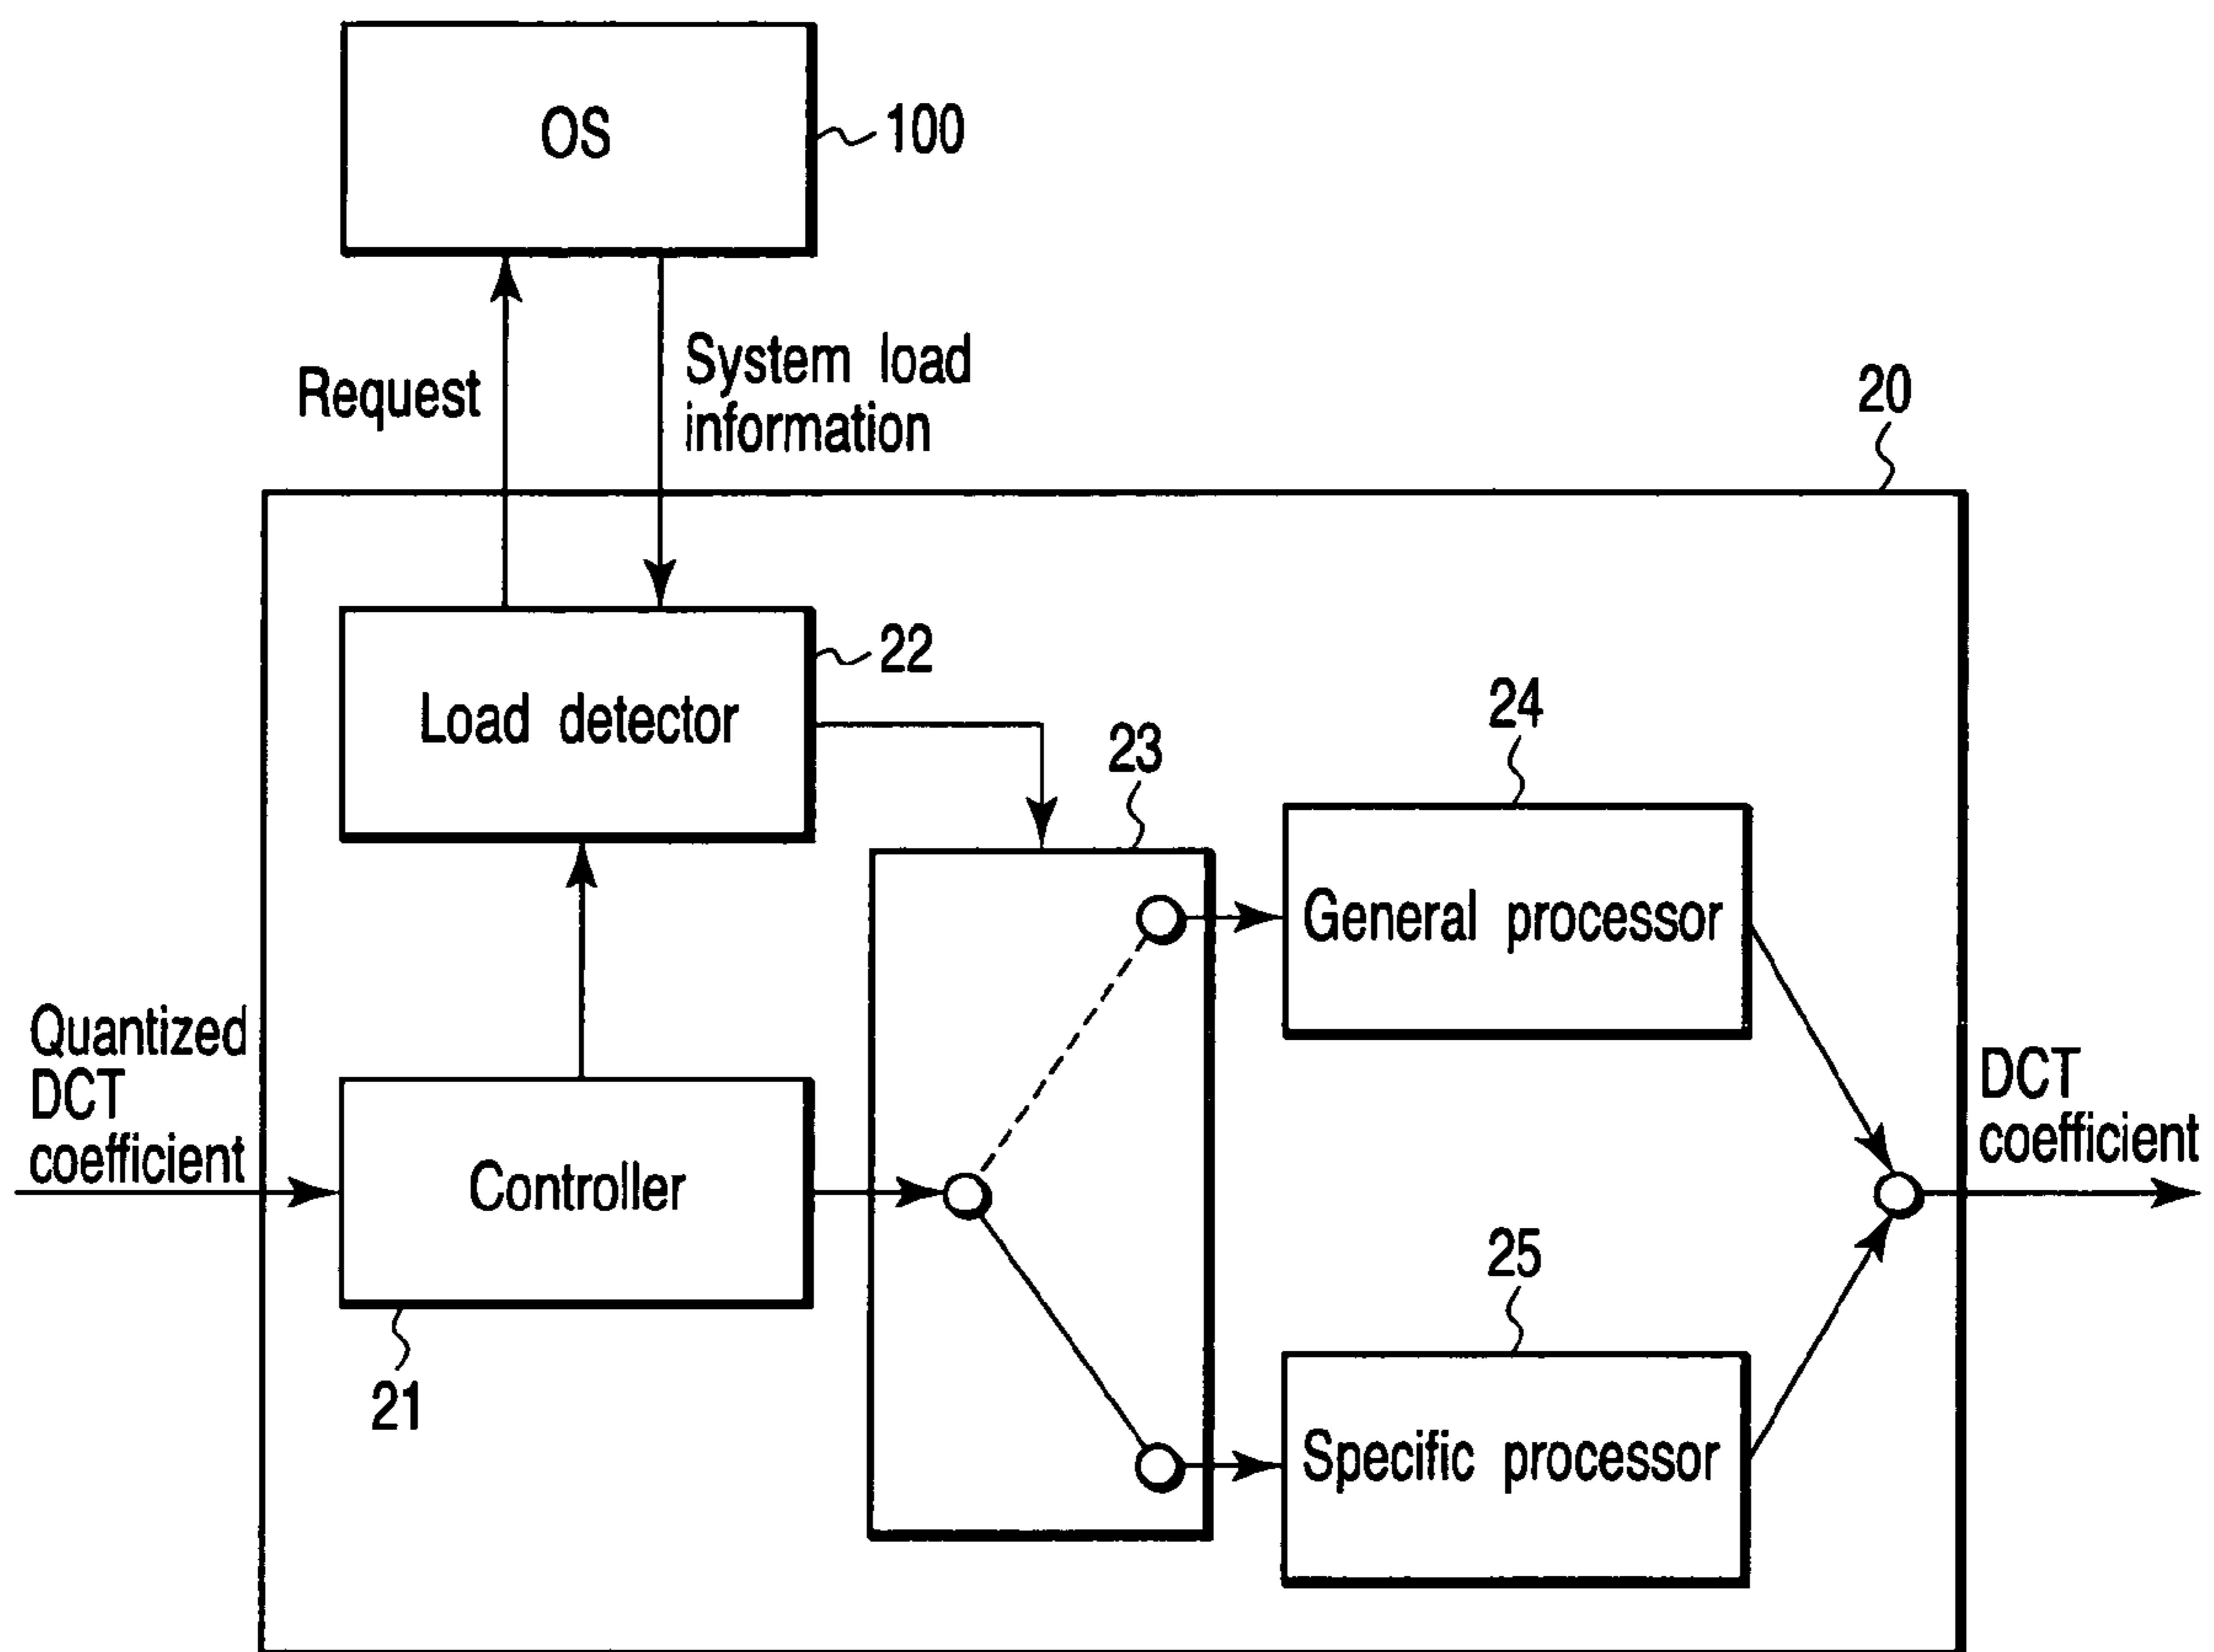 OS
100
Request
System load
information
20
22
Load detector
23
24
General processor
Quantized
DCT
coefficient
Controller
21
DCT
coefficient
25
Specific processor